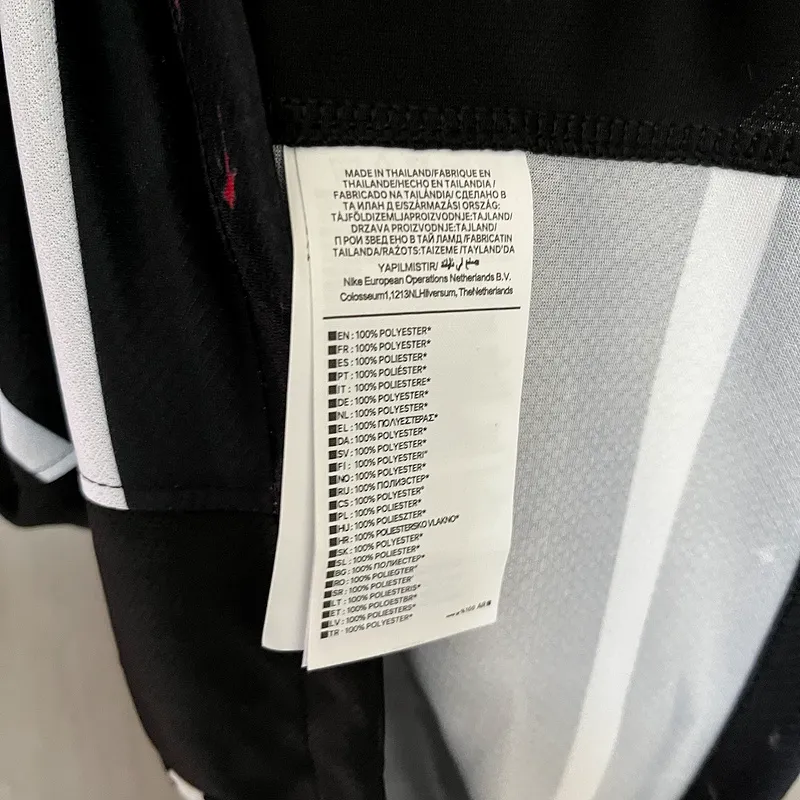 MADE IN THAILAND/FABRIQUE EN
THAILANDE/HECHO EN TAILANDIA /
FABRICADO NA TAILÂNDIA/ СДЕЛАНО В
ТА ИЛАН Д Е/SZÁRMAZÁSI ORSZÁG:
TÀJFÖLDIZEMLJAPROIZVODNJE:TAJLAND/
DRZAVA PROIZVODNJE:TAJLAND/
П РОИ ЗВЕД ЕНО В ТАЙ ЛАМД /FABRICATIN
TAILANDA/RAŽOTS:TAIZEME /TAYLAND'DA
YAPILMISTIR/
Nike European Operations Netherlands B.V.
Colosseum1,1213NLHilversum, TheNetherlands
EN : 100% POLYESTER*
FR : 100% POLYESTER*
ES : 100% POLIESTER*
PT : 100% POLIÉSTER*
IT : 100% POLIESTERE*
DE : 100% POLYESTER*
NL : 100% POLYESTER*
EL : 100% ΠΟΛΥΕΣΤΕΡΑΣ*
DA : 100% POLYESTER*
SV : 100% POLYESTER*
FI : 100% POLYESTERI*
NO : 100% POLYESTER*
RU : 100% ПОЛИЭСТЕР*
CS : 100% POLYESTER*
PL : 100% POLIESTER*
HU : 100% POLIESZTER*
HR: 100% POLIESTERSKO VLAKNO*
SK : 100% POLYESTER*
SL : 100% POLIESTER*
BG : 100% ПОЛИЕСТЕР*
RO : 100% POLIEGTER*
SR : 100% POLIESTER*
LT : 100% POLIESTERIS*
ET : 100% POLOESTBR*
LV : 100% POLIESTERS*
TR : 100% POLYESTER*